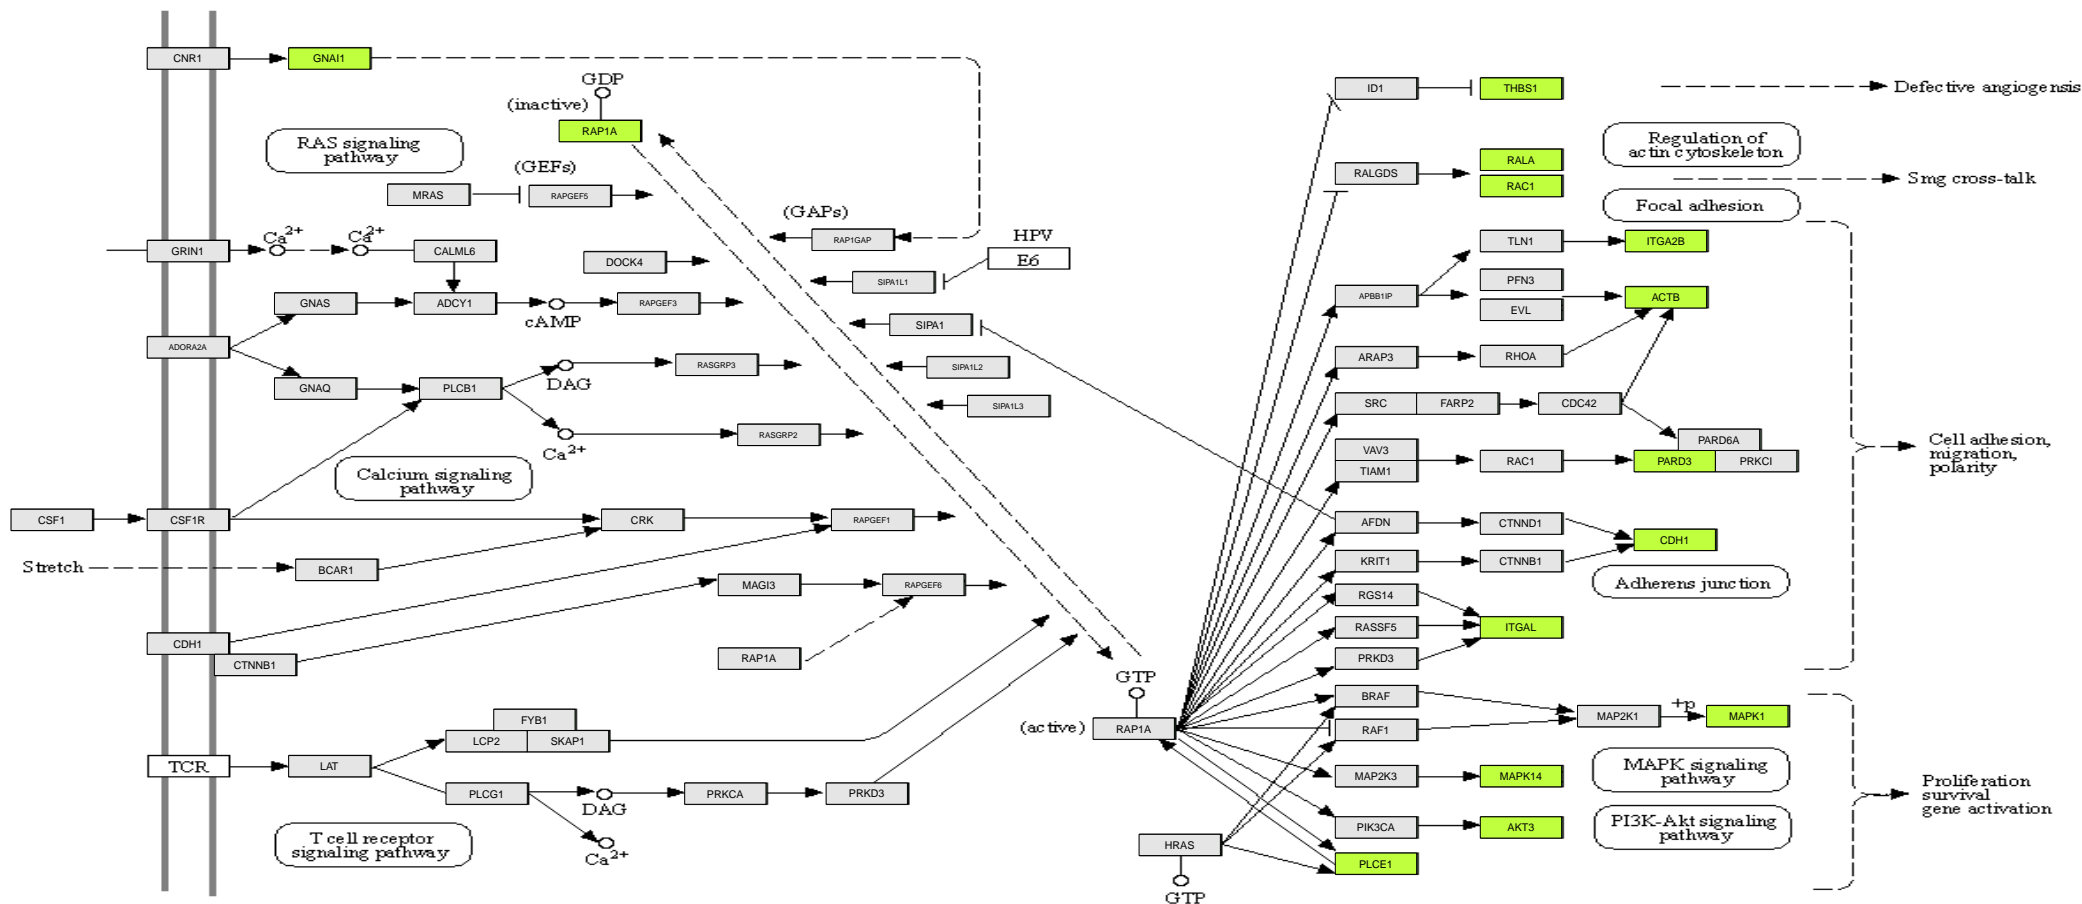 CNR1
GNAI1
GDP
(inactive)
RAP1A
RAS signaling
pathway
(GEFs)
MRAS
RAPGEF5
(GAPs)
RAP1GAP
HPV
E6
GRIN1
Ca2+
Ca2+
CALML6
DOCK4
SIPA1L1
GNAS
ADCY1
cAMP
RAPGEF3
SIPA1
ADORA2A
GNAQ
PLCB1
DAG
RASGRP3
SIPA1L2
SIPA1L3
Ca2+
RASGRP2
Calcium signaling
pathway
CSF1
CSF1R
CRK
RAPGEF1
Stretch
BCAR1
MAGI3
RAPGEF6
CDH1
CTNNB1
RAP1A
FYB1
LCP2
SKAP1
TCR
LAT
PLCG1
DAG
PRKCA
PRKD3
Ca2+
T cell receptor
signaling pathway
GTP
(active)
RAP1A
HRAS
GTP
ID1
THBS1
Defective angiogensis
Regulation of
actin cytoskeleton
RALGDS
RALA
RAC1
Smg cross-talk
Focal adhesion
TLN1
ITGA2B
APBB1IP
PFN3
EVL
ACTB
ARAP3
RHOA
SRC
FARP2
CDC42
PARD6A
VAV3
TIAM1
RAC1
PARD3
PRKCI
Cell adhesion,
migration,
polarity
AFDN
CTNND1
CDH1
KRIT1
CTNNB1
Adherens junction
RGS14
RASSF5
ITGAL
PRKD3
BRAF
RAF1
MAP2K1
+p
MAPK1
MAP2K3
MAPK14
MAPK signaling
pathway
Proliferation
survival
gene activation
PIK3CA
AKT3
PI3K-Akt signaling
pathway
PLCE1